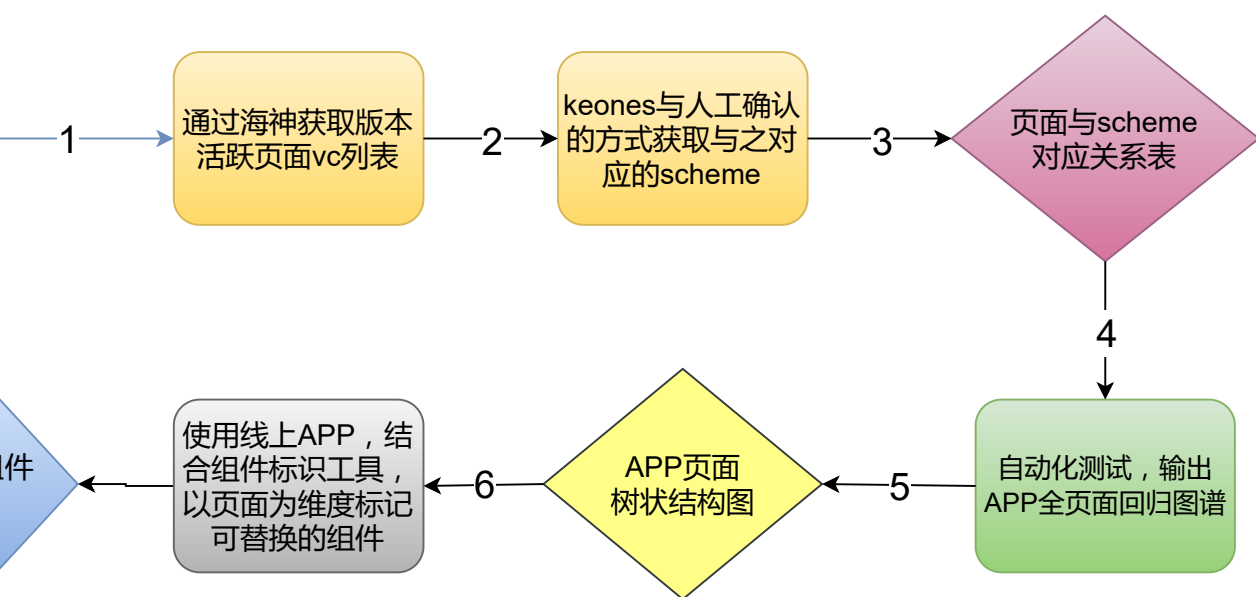 1
通过海神获取版本
活跃页面vc列表
2
keones与人工确认
的方式获取与之对
应的scheme
3
页面与scheme
对应关系表
4
自动化测试，输出
APP全页面回归图谱
5
APP页面
树状结构图
6
使用线上APP，结
合组件标识工具，
以页面为维度标记
可替换的组件
件